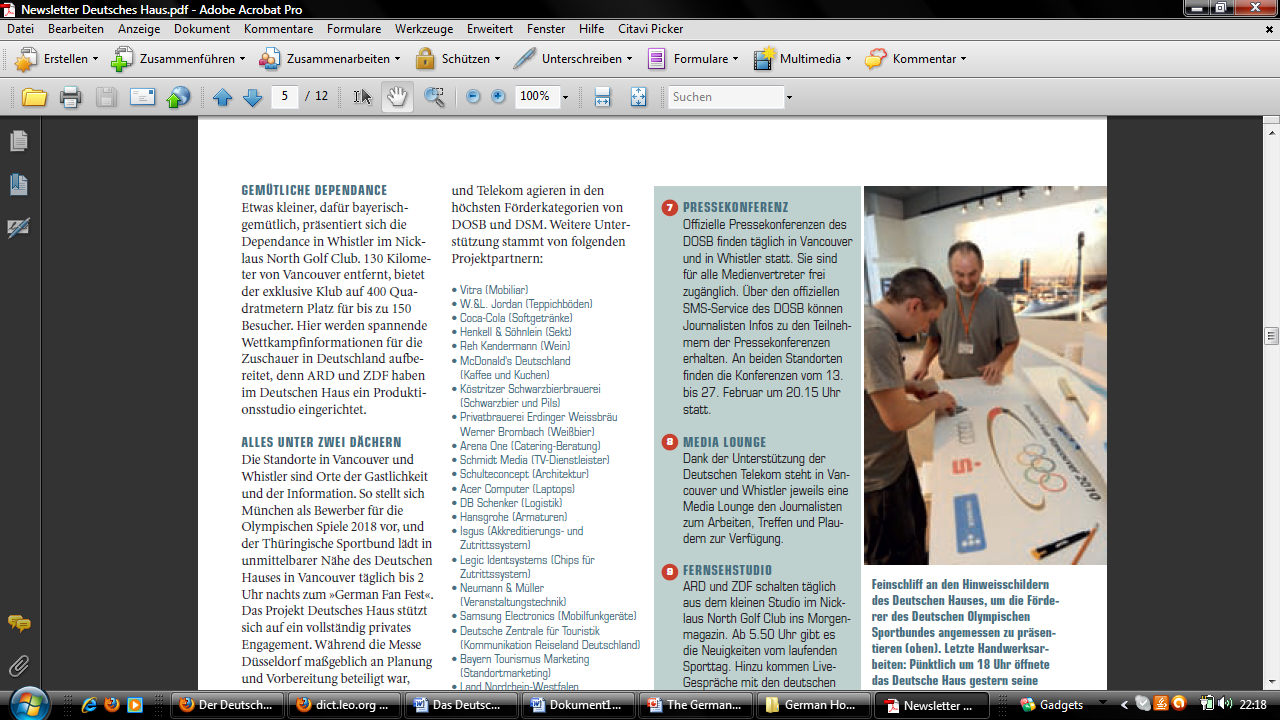 Newsletter Deutsches Haus.pdf - Adobe Acrobat Pro
Datei Bearbeiten Anzeige Dokument Kommentare Formulare Werkzeuge Erweitert Fenster Hilfe Citavi Picker
Erstellen Zusammenführen Zusammenarbeiten Schützen Unterschreiben Formulare Multimedia Kommentar
5 / 12 100% Suchen
GEMÜTLICHE DEPENDANCE
Etwas kleiner, dafür bayerisch-
gemütlich, präsentiert sich die
Dependance in Whistler im Nick-
laus North Golf Club. 130 Kilome-
ter von Vancouver entfernt, bietet
der exklusive Klub auf 400 Qua-
dratmetern Platz für bis zu 150
Besucher. Hier werden spannende
Wettkampfinformationen für die
Zuschauer in Deutschland aufbe-
reitet, denn ARD und ZDF haben
im Deutschen Haus ein Produkti-
onsstudio eingerichtet.
ALLES UNTER ZWEI DÄCHERN
Die Standorte in Vancouver und
Whistler sind Orte der Gastlichkeit
und der Information. So stellt sich
München als Bewerber für die
Olympischen Spiele 2018 vor, und
der Thüringische Sportbund lädt in
unmittelbarer Nähe des Deutschen
Hauses in Vancouver täglich bis 2
Uhr nachts zum »German Fan Fest«.
Das Projekt Deutsches Haus stützt
sich auf ein vollständig privates
Engagement. Während die Messe
Düsseldorf maßgeblich an Planung
und Vorbereitung beteiligt war,
und Telekom agieren in den
höchsten Förderkategorien von
DOSB und DSM. Weitere Unter-
stützung stammt von folgenden
Projektpartnern:
• Vitra (Mobiliar)
• W.&L. Jordan (Teppichböden)
• Coca-Cola (Softgetränke)
• Henkell & Söhnlein (Sekt)
• Reh Kendermann (Wein)
• McDonald's Deutschland
(Kaffee und Kuchen)
• Köstritzer Schwarzbierbrauerei
(Schwarzbier und Pils)
• Privatbrauerei Erdinger Weissbräu
Werner Brombach (Weißbier)
• Arena One (Catering-Beratung)
• Schmidt Media (TV-Dienstleister)
• Schulteconcept (Architektur)
• Acer Computer (Laptops)
• DB Schenker (Logistik)
• Hansgrohe (Armaturen)
• Isgus (Akkreditierungs- und
Zutrittssystem)
• Legic Identsystems (Chips für
Zutrittssystem)
• Neumann & Müller
(Veranstaltungstechnik)
• Samsung Electronics (Mobilfunkgeräte)
• Deutsche Zentrale für Touristik
(Kommunikation Reiseland Deutschland)
• Bayern Tourismus Marketing
(Standortmarketing)
• Land Nordrhein-Westfalen
7 PRESSEKONFERENZ
Offizielle Pressekonferenzen des
DOSB finden täglich in Vancouver
und in Whistler statt. Sie sind
für alle Medienvertreter frei
zugänglich. Über den offiziellen
SMS-Service des DOSB können
Journalisten Infos zu den Teilneh-
mern der Pressekonferenzen
erhalten. An beiden Standorten
finden die Konferenzen vom 13.
bis 27. Februar um 20.15 Uhr
statt.
8 MEDIA LOUNGE
Dank der Unterstützung der
Deutschen Telekom steht in Van-
couver und Whistler jeweils eine
Media Lounge den Journalisten
zum Arbeiten, Treffen und Plau-
dern zur Verfügung.
9 FERNSEHSTUDIO
ARD und ZDF schalten täglich
aus dem kleinen Studio im Nick-
laus North Golf Club ins Morgen-
magazin. Ab 5.50 Uhr gibt es
die Neuigkeiten vom laufenden
Sporttag. Hinzu kommen Live-
Gespräche mit den deutschen
Vancouver 2010
Feinschliff an den Hinweisschildern
des Deutschen Hauses, um die Förde-
rer des Deutschen Olympischen
Sportbundes angemessen zu präsen-
tieren (oben). Letzte Handwerksar-
beiten: Pünktlich um 18 Uhr öffnete
das Deutsche Haus gestern seine
Der Deutsch... dict.leo.org ... Das Deutsc... Dokument1... The German... German Ho... Newsletter ... Gadgets 22:18